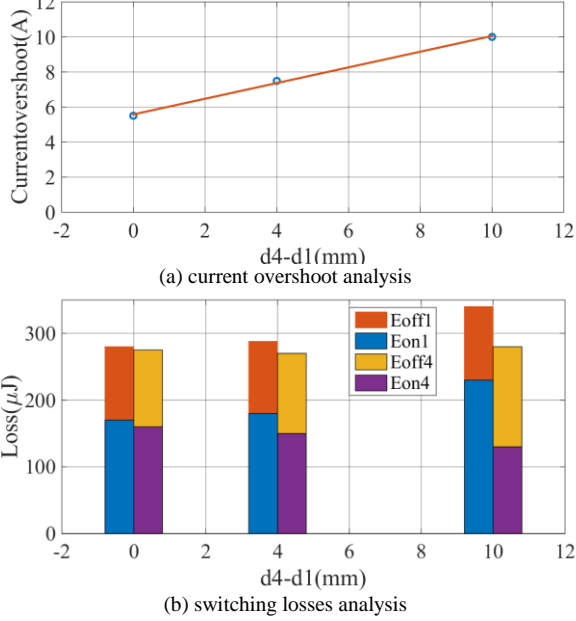 12
10
8
6
4
2
0
Currentovershoot(A)
-2 0 2 4 6 8 10 12
d4-d1(mm)
(a) current overshoot analysis
300
200
100
0
Loss(μJ)
Eoff1
Eon1
Eoff4
Eon4
-2 0 2 4 6 8 10 12
d4-d1(mm)
(b) switching losses analysis